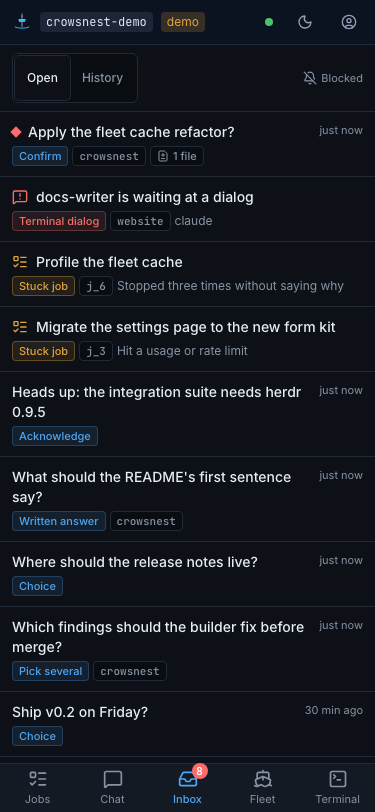 crowsnest-demo demo
Open History Blocked
Apply the fleet cache refactor? just now
Confirm crowsnest 1 file
docs-writer is waiting at a dialog
Terminal dialog website claude
Profile the fleet cache
Stuck job j_6 Stopped three times without saying why
Migrate the settings page to the new form kit
Stuck job j_3 Hit a usage or rate limit
Heads up: the integration suite needs herdr just now
0.9.5
Acknowledge
What should the README's first sentence just now
say?
Written answer crowsnest
Where should the release notes live? just now
Choice
Which findings should the builder fix before just now
merge?
Pick several crowsnest
Ship v0.2 on Friday? 30 min ago
Choice
8
Jobs Chat Inbox Fleet Terminal